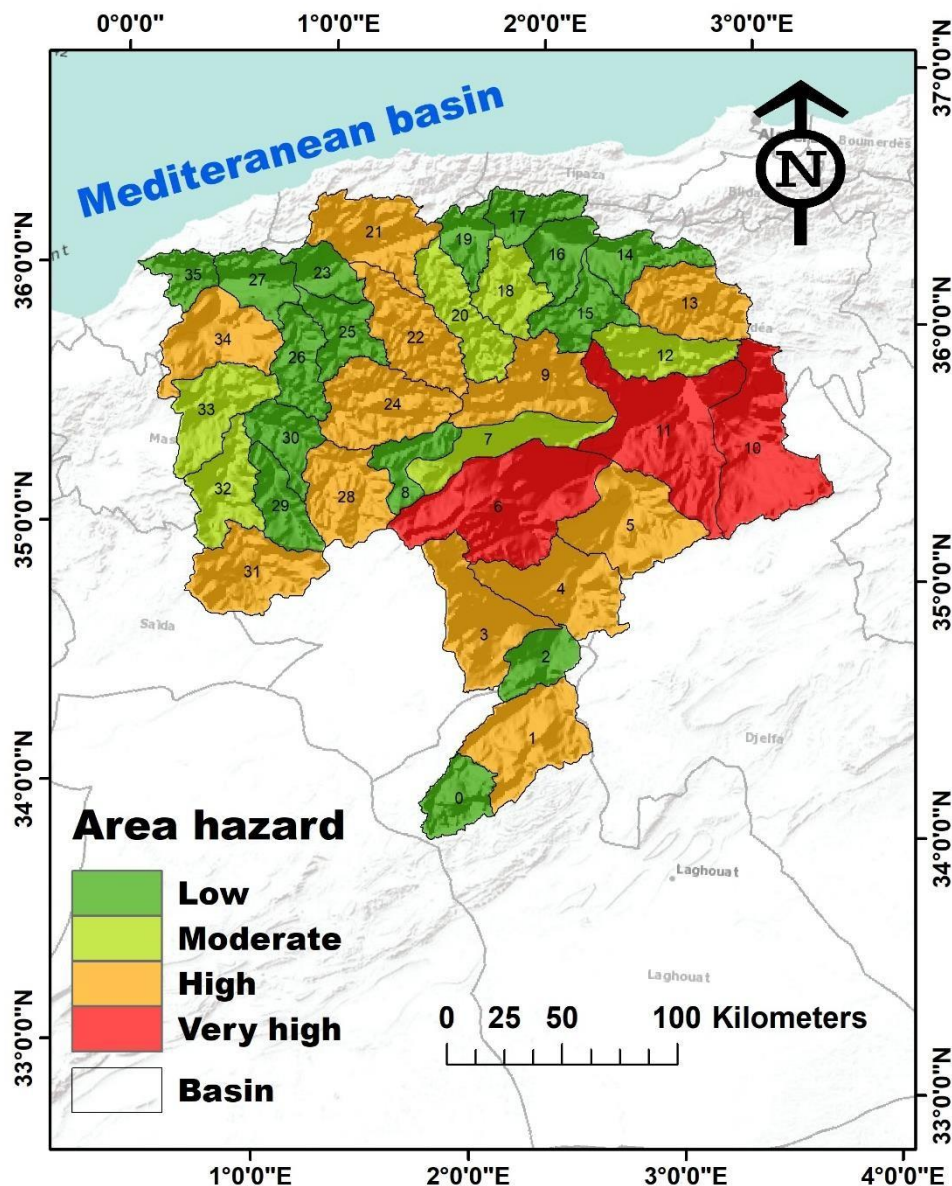 0°0'0" 1°0'0"E 2°0'0"E 3°0'0"E
37°0'0"N
36°0'0"N
35°0'0"N
34°0'0"N
33°0'0"N
36°0'0"N
35°0'0"N
34°0'0"N
33°0'0"N
Mediteranean basin
N
Tipaza
Boumerdès
21
17
19
16
14
35
27
23
18
13
15
20
34
25
22
12
26
9
33
24
11
30
7
10
32
29
28
8
6
5
31
4
3
2
1
0
Saïda
Djelfa
Laghouat
Laghouat
Area hazard
Low
Moderate
High
Very high
Basin
0 25 50 100 Kilometers
1°0'0"E 2°0'0"E 3°0'0"E 4°0'0"E